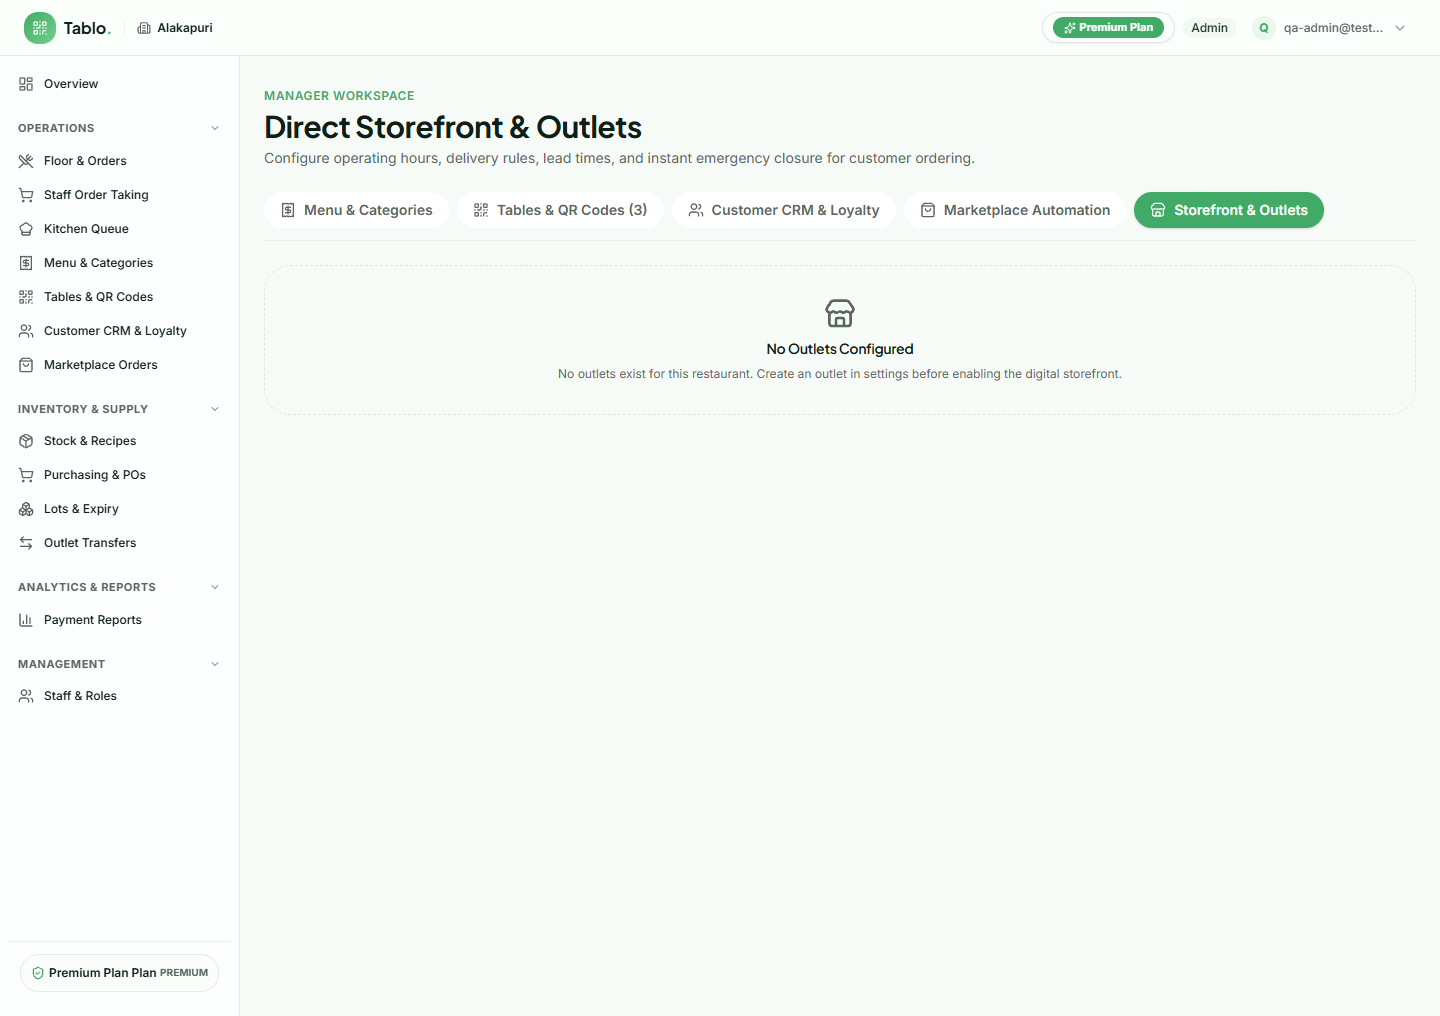 Tablo.
Alakapuri
Premium Plan
Admin
Q
qa-admin@test...
Overview
OPERATIONS
Floor & Orders
Staff Order Taking
Kitchen Queue
Menu & Categories
Tables & QR Codes
Customer CRM & Loyalty
Marketplace Orders
INVENTORY & SUPPLY
Stock & Recipes
Purchasing & POs
Lots & Expiry
Outlet Transfers
ANALYTICS & REPORTS
Payment Reports
MANAGEMENT
Staff & Roles
Premium Plan Plan PREMIUM
MANAGER WORKSPACE
Direct Storefront & Outlets
Configure operating hours, delivery rules, lead times, and instant emergency closure for customer ordering.
Menu & Categories
Tables & QR Codes (3)
Customer CRM & Loyalty
Marketplace Automation
Storefront & Outlets
No Outlets Configured
No outlets exist for this restaurant. Create an outlet in settings before enabling the digital storefront.